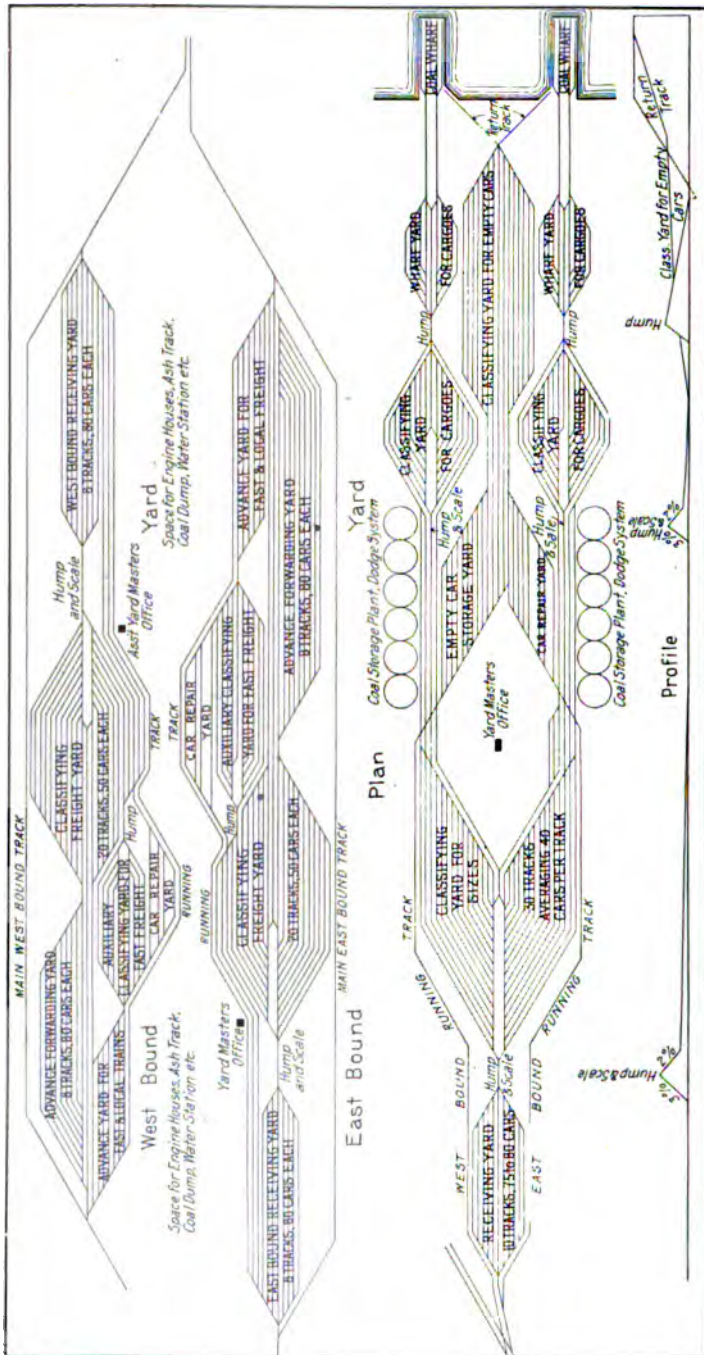 MAIN WEST BOUND TRACK
ADVANCE FORWARDING YARD
8 TRACKS, 80 CARS EACH
ADVANCE YARD FOR
FAST & LOCAL TRAINS
AUXILIARY
CLASSIFYING YARD FOR
FAST FREIGHT
CAR REPAIR
YARD
RUNNING
TRACK
Hump
CLASSIFYING
FREIGHT YARD
20 TRACKS, 50 CARS EACH
Hump
and Scale
Asst Yard Masters
Office
WEST BOUND RECEIVING YARD
8 TRACKS, 80 CARS EACH
West Bound
Yard
Space for Engine Houses, Ash Track,
Coal Dump, Water Station etc.
Space for Engine Houses, Ash Track,
Coal Dump, Water Station etc.
EAST BOUND RECEIVING YARD
8 TRACKS, 80 CARS EACH
Yard Masters
Office
Hump
and Scale
RUNNING
TRACK
CLASSIFYING
FREIGHT YARD
20 TRACKS, 50 CARS EACH
Hump
CAR REPAIR
YARD
AUXILIARY CLASSIFYING
YARD FOR FAST FREIGHT
ADVANCE YARD FOR
FAST & LOCAL FREIGHT
ADVANCE FORWARDING YARD
8 TRACKS, 80 CARS EACH
MAIN EAST BOUND TRACK
East Bound
Yard
Plan
RECEIVING YARD
10 TRACKS, 75 to 80 CARS
WEST BOUND
EAST BOUND
Hump
& Scale
RUNNING
TRACK
RUNNING
TRACK
CLASSIFYING
YARD FOR
SIZES
30 TRACKS
AVERAGING 40
CARS PER TRACK
Yard Masters
Office
Coal Storage Plant, Dodge System
EMPTY CAR
STORAGE YARD
CAR REPAIR YARD
Coal Storage Plant, Dodge System
Hump
& Scale
Hump
& Scale
CLASSIFYING
YARD
FOR CARGOES
CLASSIFYING
YARD
FOR CARGOES
CLASSIFYING YARD FOR EMPTY CARS
Hump
Hump
WHARF YARD
FOR CARGOES
WHARF YARD
FOR CARGOES
Return
Track
COAL WHARF
COAL WHARF
Profile
Hump & Scale
2%
Hump
& Scale
2%
Hump
Class. Yard for Empty
Cars
Return
Track